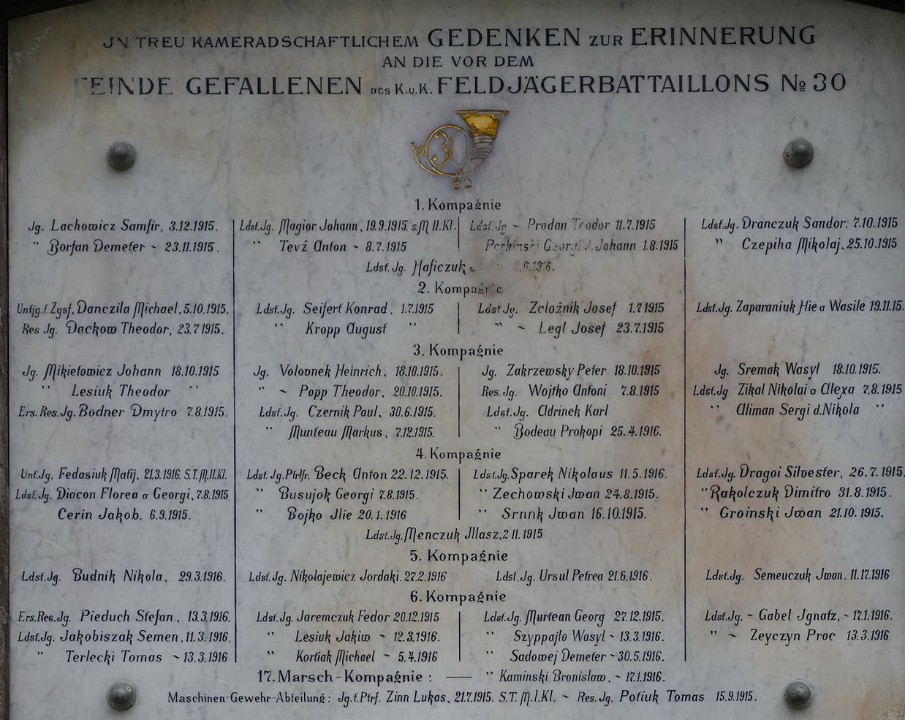 JN TREU KAMERADSCHAFTLICHEM GEDENKEN ZUR ERINNERUNG
AN DIE VOR DEM
EINDE GEFALLENEN DES K.u.K. FELDJÄGERBATTAILLONS No 30
30
1. Kompagnie
Jg. Lachowicz Samfir, 3.12.1915. Ldst.Jg. Magior Johann, 19.9.1915. s.M.II.Kl. Ldst.Jg ~ Prodan Teodor 11.7.1915 Ldst.Jg. Dranczuk Sandor. 7.10.1915
" Borfan Demeter ~ 23.11.1915. " Tevž Anton ~ 8.7.1915 Johann 1.8.1915 " Czepiha Mikolaj, 25.10.1915
Ldst.Jg. Haficzuk
2. Kompagnie
Untjg.t.Zgsf. Danczila Michael, 5.10.1915. Ldst.Jg. Seifert Konrad, 1.7.1915 Ldst.Jg. Zcložnik Josef 1.7.1915 Ldst.Jg. Zaparaniuk Hie a Wasile 19.11.15.
Res Jg. Dackow Theodor, 23.7.1915. " Kropp August " " ~ Legl Josef 23.7.1915
3. Kompagnie
Jg. Mikietowicz Johann 18.10.1915 Jg. Volovnek Heinrich, 18.10.1915. Jg. Zakrzewsky Peter 18.10.1915 Jg. Sremak Wasyl 18.10.1915.
" Lesiuk Theodor " " ~ Popp Theodor, 20.10.1915. Res.Jg. Wojtko Antoni 7.8.1915 Ldst.Jg Zikal Nikolai a Alexa 7.8.1915
Ers.Res.Jg. Bodner Dmytro 7.8.1915. Ldst.Jg. Czernik Paul, 30.6.1915. Ldst.Jg. Adrinek Karl " Aliman Sergi d.Nikola "
" Munteau Markus, 7.12.1915. " Bodeau Prokopi 25.4.1916.
4. Kompagnie
Unt.Jg. Fedasiuk Matij, 21.3.1916. S.T.M.II.Kl. Ldst.Jg.Ptrlfr. Beck Anton 22.12.1915. Ldst.Jg. Sparek Nikolaus 11.5.1916. Ldst.Jg. Dragoi Silvester, 26.7.1915.
Ldst.Jg. Diacon Florea a Georgi, 7.8.1915 " Busujok Georgi 7.8.1915. " Zechowski Jwan 24.8.1915. " Rakolczuk Dimitro 31.8.1915.
Cerin Jakob. 6.9.1915. " Bojko Jlie 20.1.1916 " Srnnk Jwan 16.10.1915. " Groinski Jwan 21.10.1915.
Ldst.Jg. Menczuk Jllasz, 2.11.1915
5. Kompagnie
Ldst.Jg. Budnik Nikola, 29.3.1916. Ldst.Jg. Nikolajewicz Jordaki. 27.2.1916 Ldst.Jg. Ursul Petrea 21.6.1916. Ldst.Jg. Semeuczuk Jwan, 11.1.1916
6. Kompagnie
Ers.Res.Jg. Pieduch Stefan, 13.3.1916. Ldst.Jg. Jaremczuk Fedor 20.12.1915 Ldst.Jg. Murtean Georg 27.12.1915. Ldst.Jg. ~ Gabel Jgnatz, ~ 17.1.1916.
Ldst.Jg. Jakobiszak Semen, 11.3.1916. " Lesiuk Jakiw ~ 12.3.1916. " Szyppajlo Wasyl ~ 13.3.1916. " ~ Zeyczyn Proc 13.3.1916
" Terlecki Tomas ~ 13.3.1916 " Kortiak Michael ~ 5.4.1916 " Sadowej Demeter ~ 30.5.1916.
17. Marsch-Kompagnie: — " Kaminski Bronislaw, ~ 17.1.1916.
Maschinen-Gewehr-Abteilung: Jg.t.Ptrf. Zinn Lukas, 21.7.1915. S.T.M.I.Kl. ~ Res.Jg. Potiuk Tomas 15.9.1915.